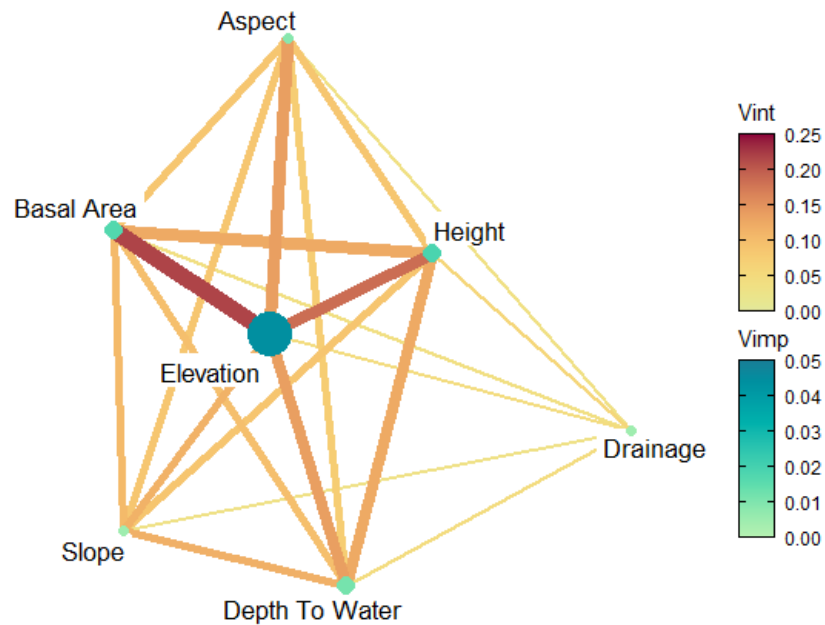 Aspect
Basal Area
Height
Elevation
Drainage
Slope
Depth To Water
Vint
0.25
0.20
0.15
0.10
0.05
0.00
Vimp
0.05
0.04
0.03
0.02
0.01
0.00